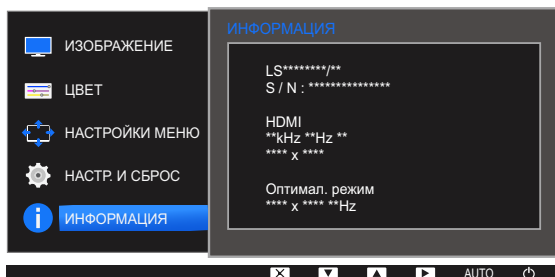 ИЗОБРАЖЕНИЕ
ЦВЕТ
НАСТРОЙКИ МЕНЮ
НАСТР. И СБРОС
ИНФОРМАЦИЯ
ИНФОРМАЦИЯ
LS********/**
S / N : ***************
HDMI
**kHz **Hz **
**** x ****
Оптимал. режим
**** x **** **Hz
AUTO